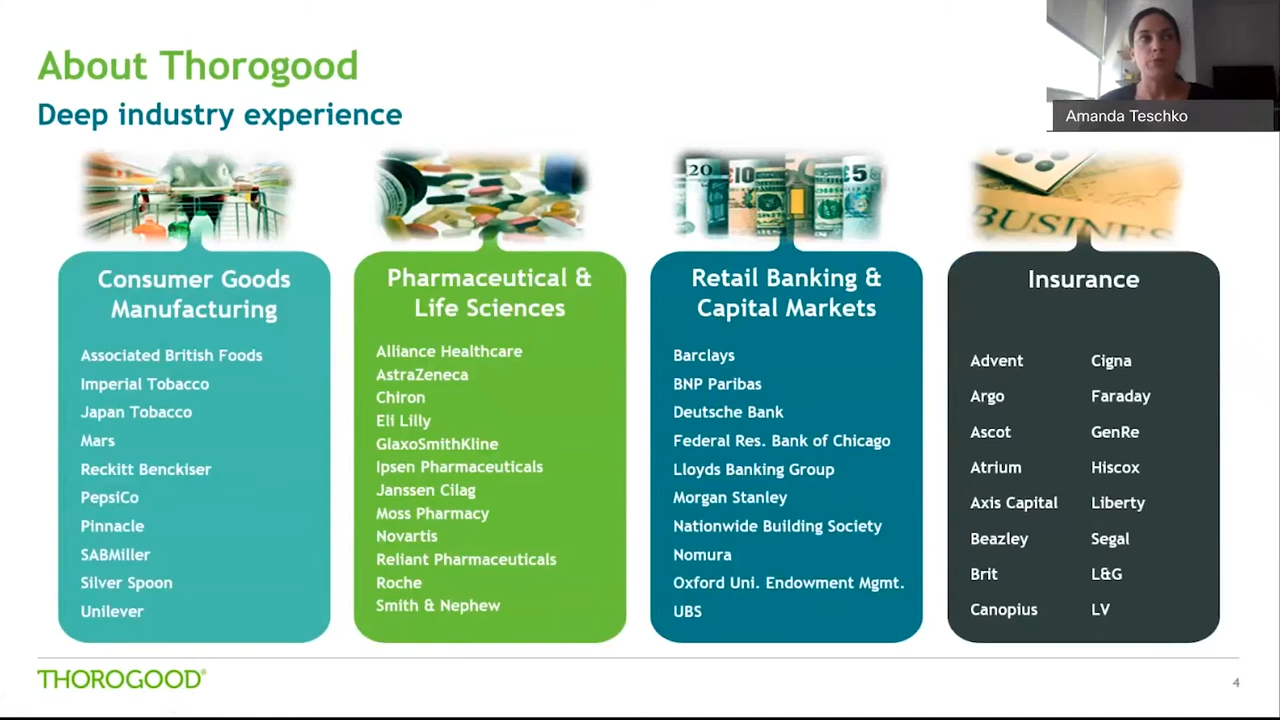 About Thorogood
Deep industry experience
Amanda Teschko
20
£10
£5
BUSINES
Consumer Goods
Manufacturing
Associated British Foods
Imperial Tobacco
Japan Tobacco
Mars
Reckitt Benckiser
PepsiCo
Pinnacle
SABMiller
Silver Spoon
Unilever
Pharmaceutical &
Life Sciences
Alliance Healthcare
AstraZeneca
Chiron
Eli Lilly
GlaxoSmithKline
Ipsen Pharmaceuticals
Janssen Cilag
Moss Pharmacy
Novartis
Reliant Pharmaceuticals
Roche
Smith & Nephew
Retail Banking &
Capital Markets
Barclays
BNP Paribas
Deutsche Bank
Federal Res. Bank of Chicago
Lloyds Banking Group
Morgan Stanley
Nationwide Building Society
Nomura
Oxford Uni. Endowment Mgmt.
UBS
Insurance
Advent
Argo
Ascot
Atrium
Axis Capital
Beazley
Brit
Canopius
Cigna
Faraday
GenRe
Hiscox
Liberty
Segal
L&G
LV
THOROGOOD®
4